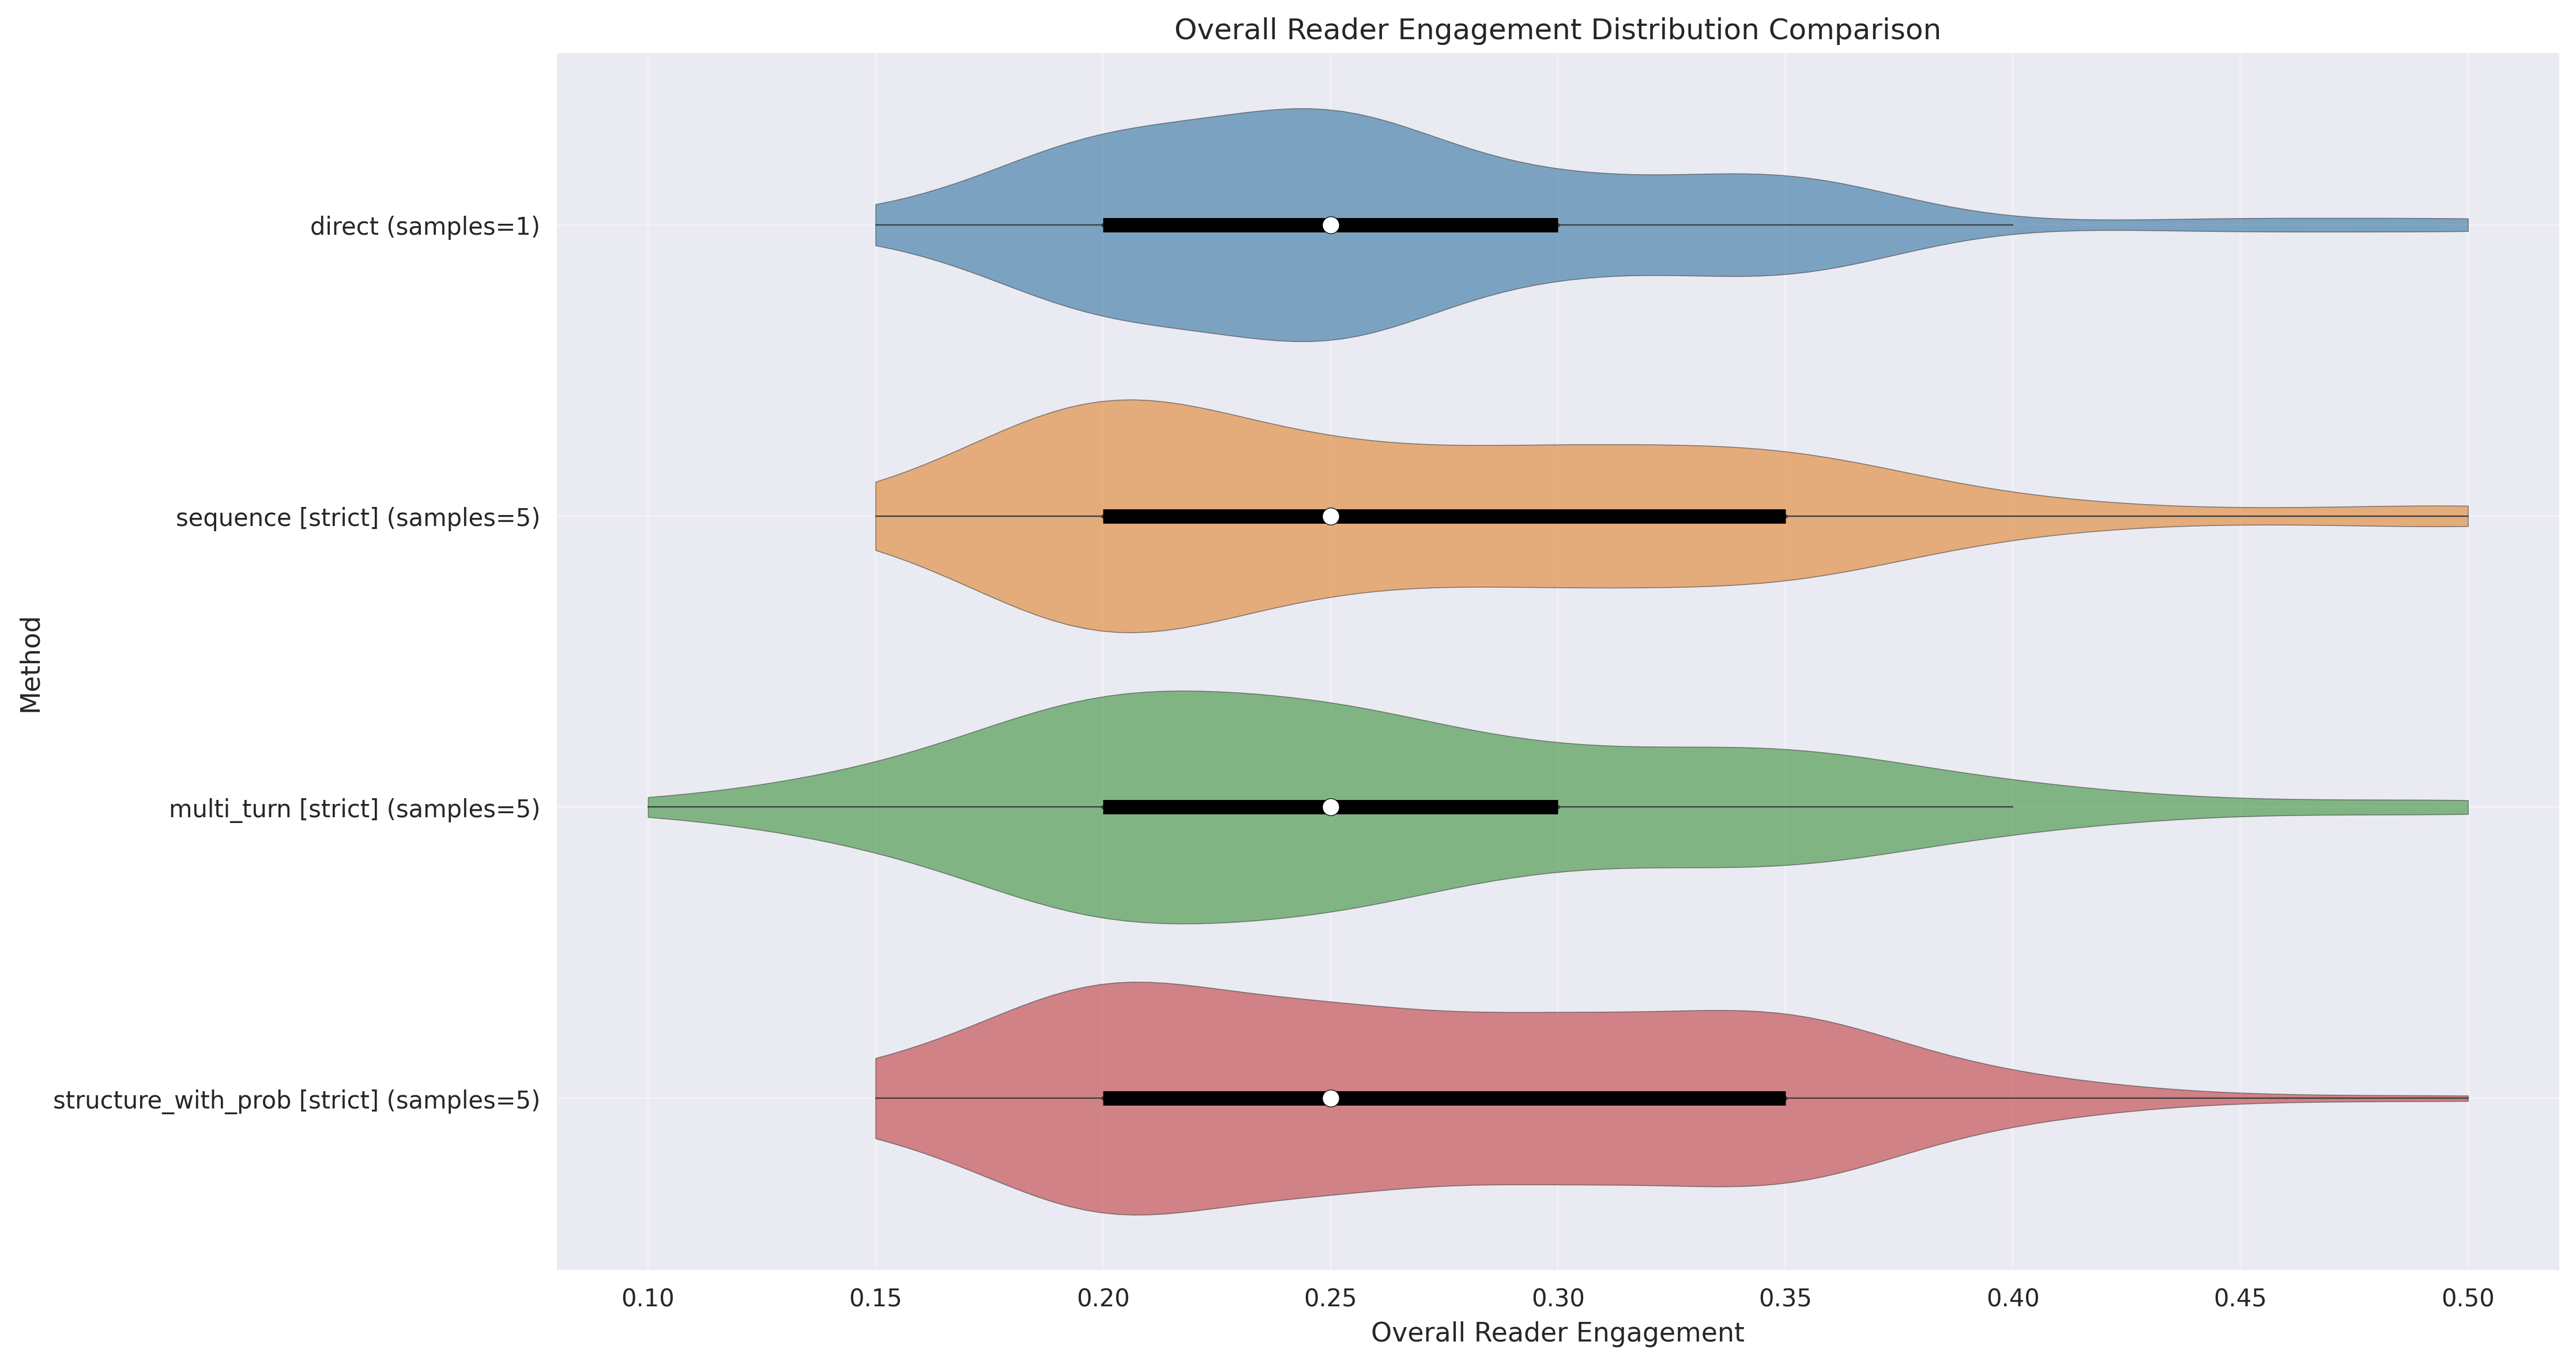 Overall Reader Engagement Distribution Comparison
Method
direct (samples=1)
sequence [strict] (samples=5)
multi_turn [strict] (samples=5)
structure_with_prob [strict] (samples=5)
0.10 0.15 0.20 0.25 0.30 0.35 0.40 0.45 0.50
Overall Reader Engagement